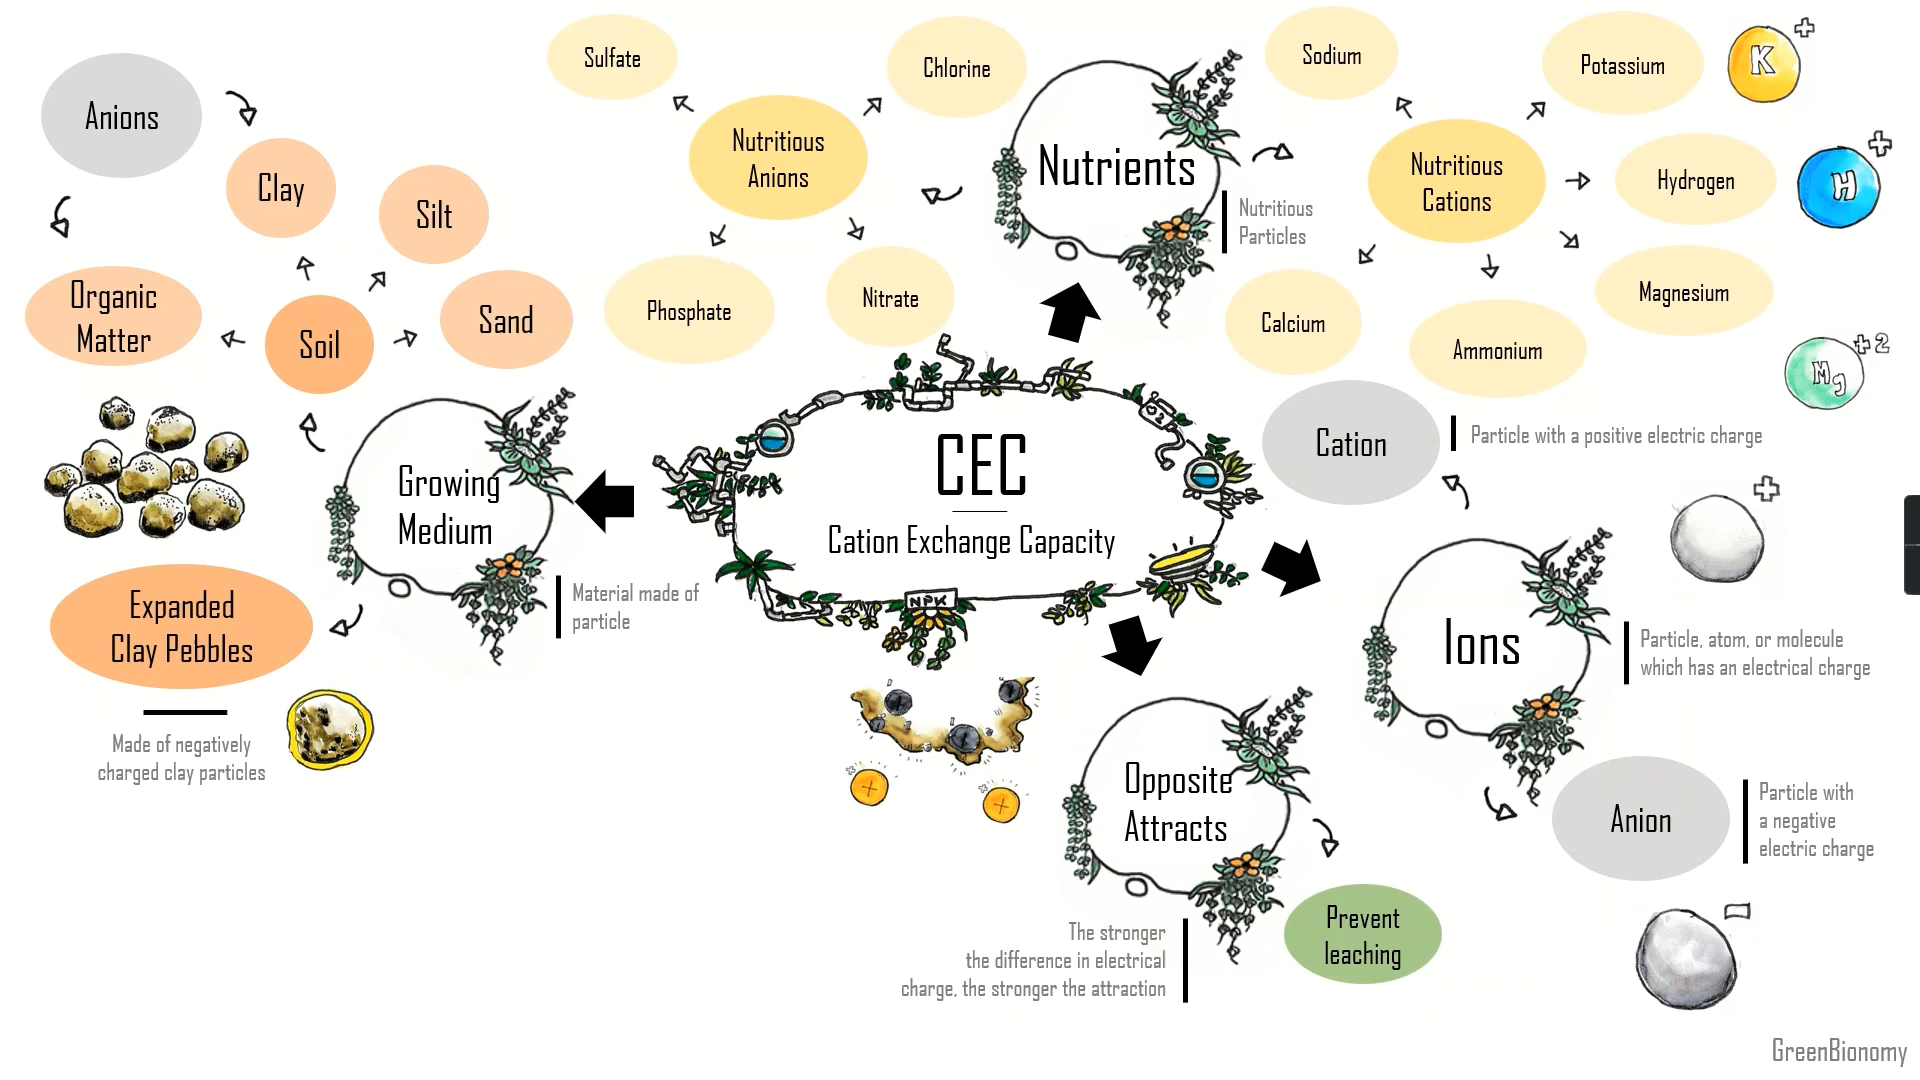 Anions
Clay
Silt
Organic
Matter
Soil
Sand
Sulfate
Chlorine
Nutritious
Anions
Phosphate
Nitrate
Nutrients
Nutritious
Particles
Sodium
Potassium
K
+
Nutritious
Cations
Hydrogen
H
+
Calcium
Magnesium
Ammonium
Mg
+2
Growing
Medium
Material made of
particle
Expanded
Clay Pebbles
Made of negatively
charged clay particles
CEC
Cation Exchange Capacity
O2
NPK
Cation
Particle with a positive electric charge
+
Ions
Particle, atom, or molecule
which has an electrical charge
Opposite
Attracts
The stronger
the difference in electrical
charge, the stronger the attraction
Prevent
leaching
Anion
Particle with
a negative
electric charge
-
+
+
GreenBionomy